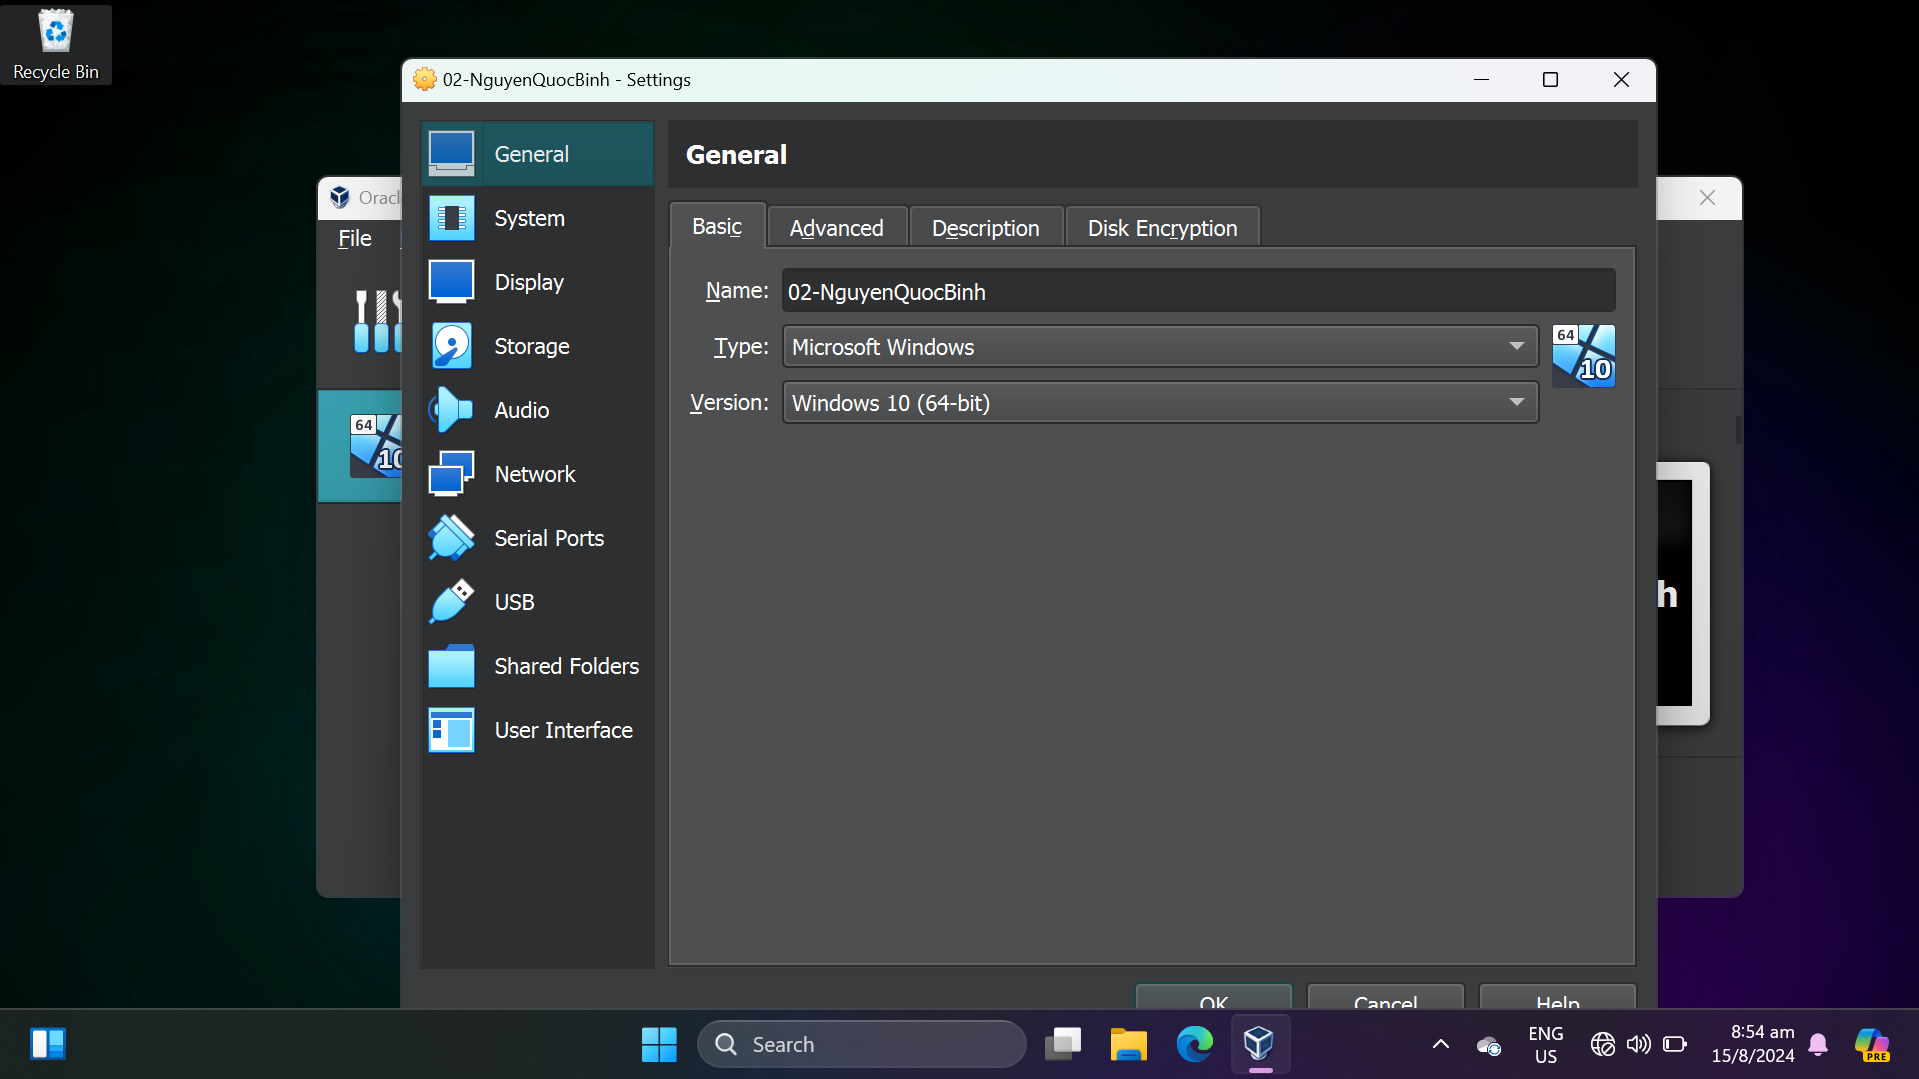 Recycle Bin
02-NguyenQuocBinh - Settings
Oracl
File
General
System
Display
Storage
Audio
Network
Serial Ports
USB
Shared Folders
User Interface
General
Basic
Advanced
Description
Disk Encryption
Name:
02-NguyenQuocBinh
Type:
Microsoft Windows
Version:
Windows 10 (64-bit)
64
10
64
10
h
OK
Cancel
Help
Search
ENG
US
8:54 am
15/8/2024
PRE